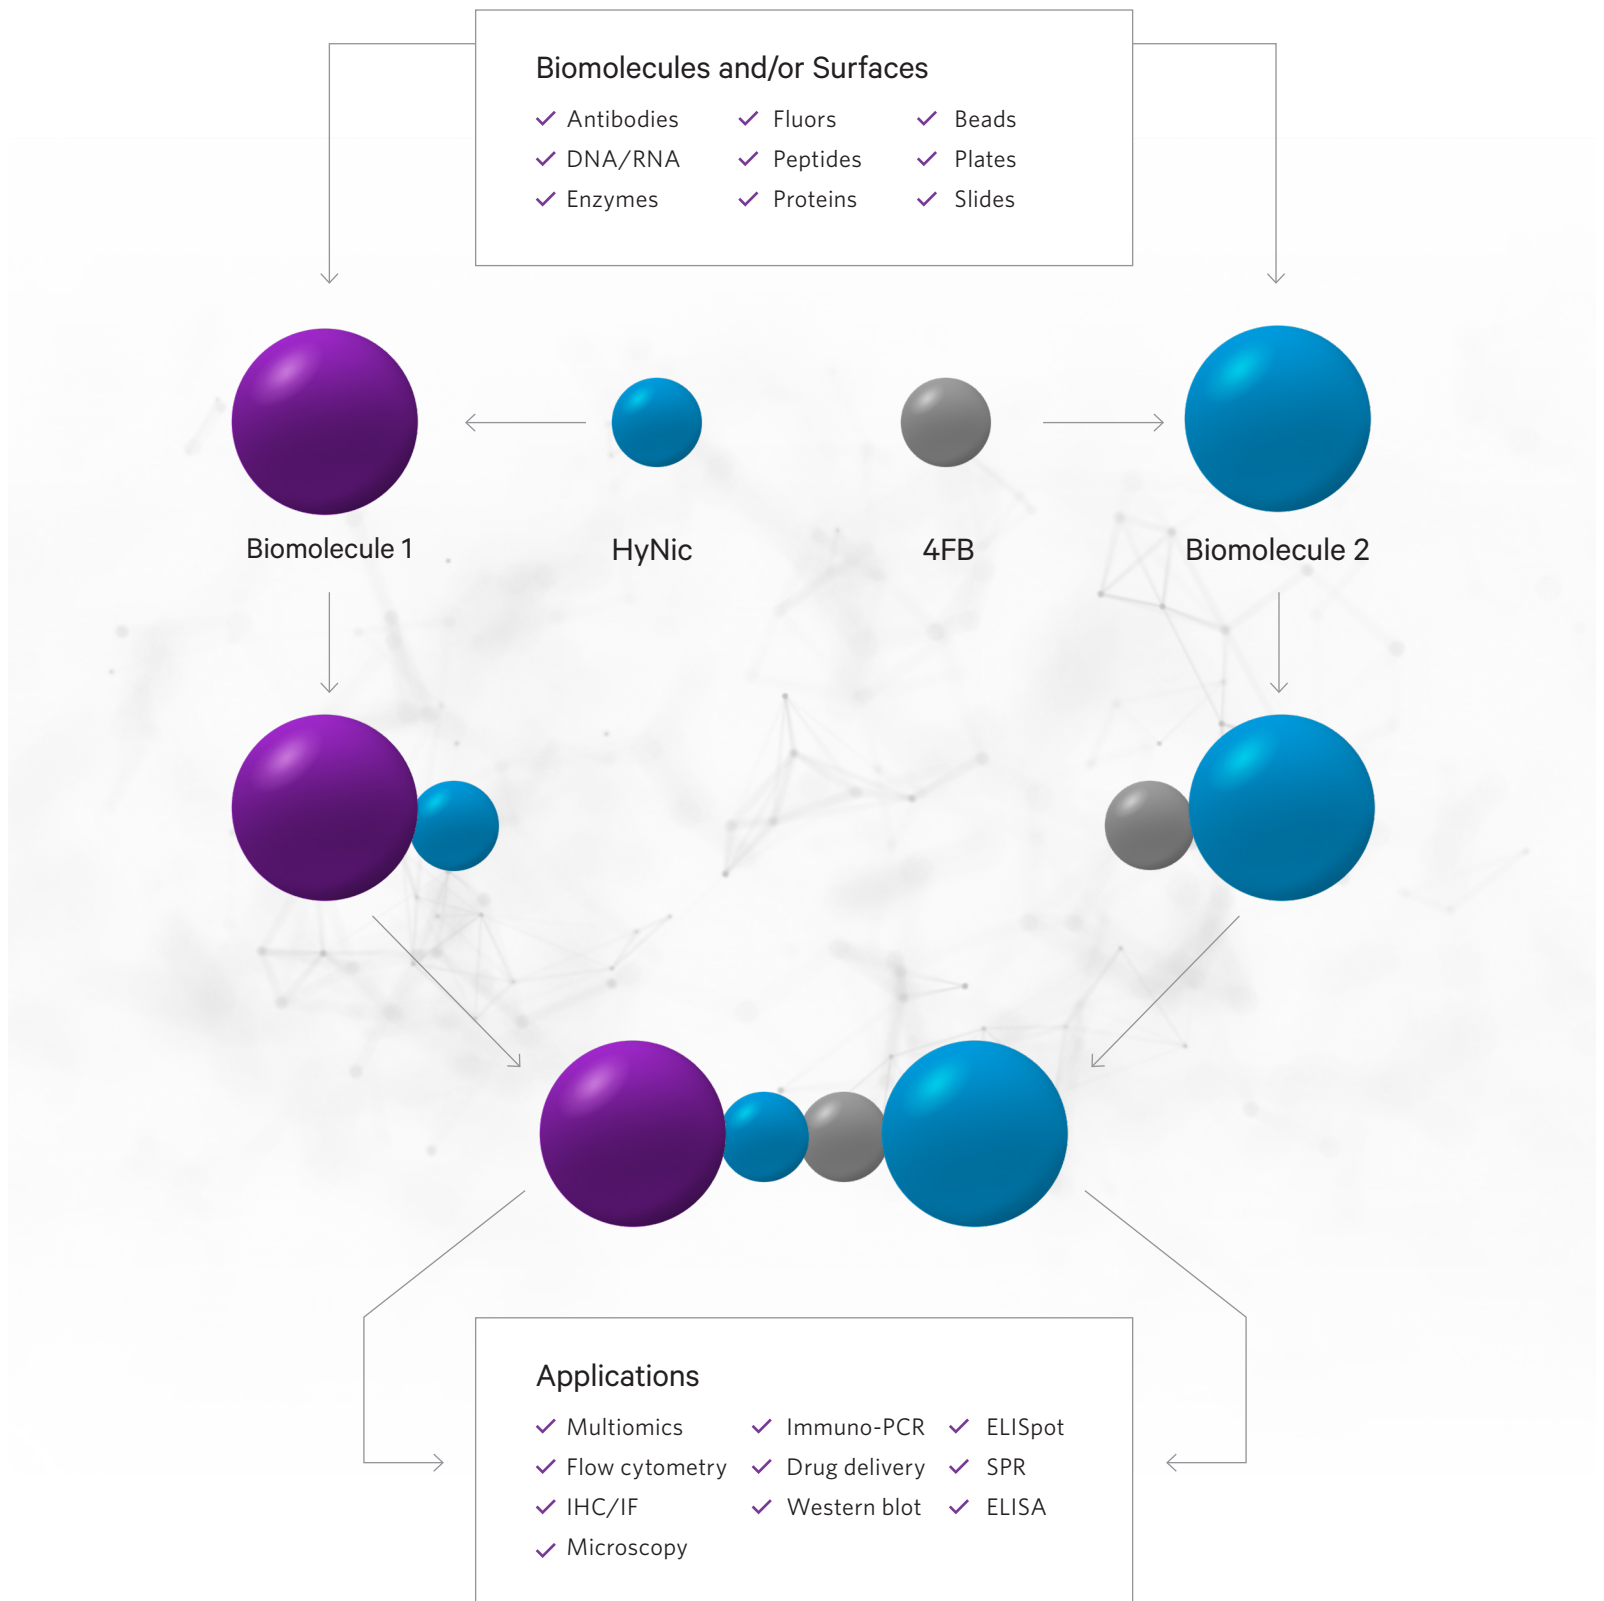 Biomolecules and/or Surfaces
Antibodies Fluors Beads
DNA/RNA Peptides Plates
Enzymes Proteins Slides
Biomolecule 1 HyNic 4FB Biomolecule 2
Applications
Multiomics Immuno-PCR ELISpot
Flow cytometry Drug delivery SPR
IHC/IF Western blot ELISA
Microscopy